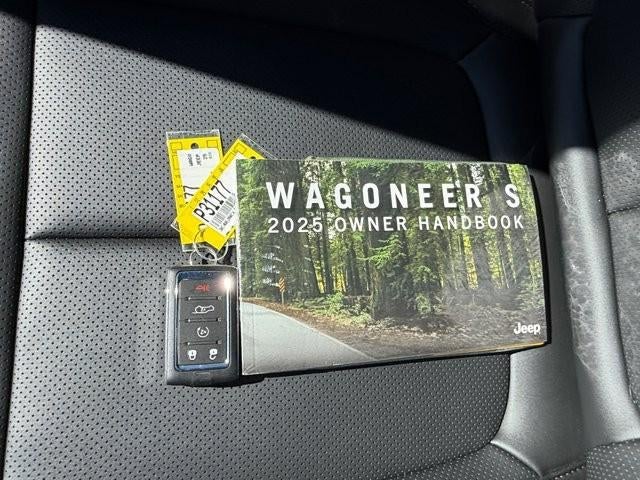 WAGONEER S
2025 OWNER HANDBOOK
P31177
Jeep